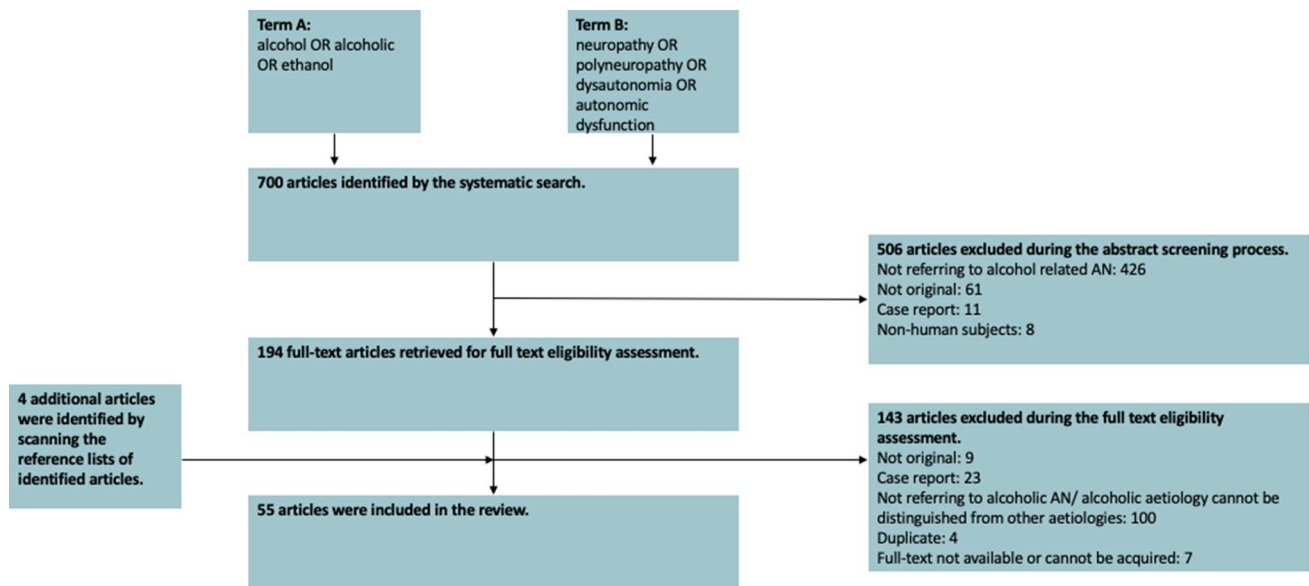 Term A:
alcohol OR alcoholic
OR ethanol
Term B:
neuropathy OR
polyneuropathy OR
dysautonomia OR
autonomic
dysfunction
700 articles identified by the systematic search.
506 articles excluded during the abstract screening process.
Not referring to alcohol related AN: 426
Not original: 61
Case report: 11
Non-human subjects: 8
194 full-text articles retrieved for full text eligibility assessment.
4 additional articles
were identified by
scanning the
reference lists of
identified articles.
143 articles excluded during the full text eligibility
assessment.
Not original: 9
Case report: 23
Not referring to alcoholic AN/ alcoholic aetiology cannot be
distinguished from other aetiologies: 100
Duplicate: 4
Full-text not available or cannot be acquired: 7
55 articles were included in the review.